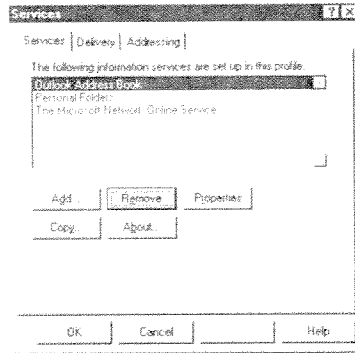 Services
Services Delivery Addressing
The following information services are set up in this profile.
Outlook Address Book
Personal Folders
The Microsoft Network Online Service
Add... Remove Properties
Copy... About...
OK Cancel Help